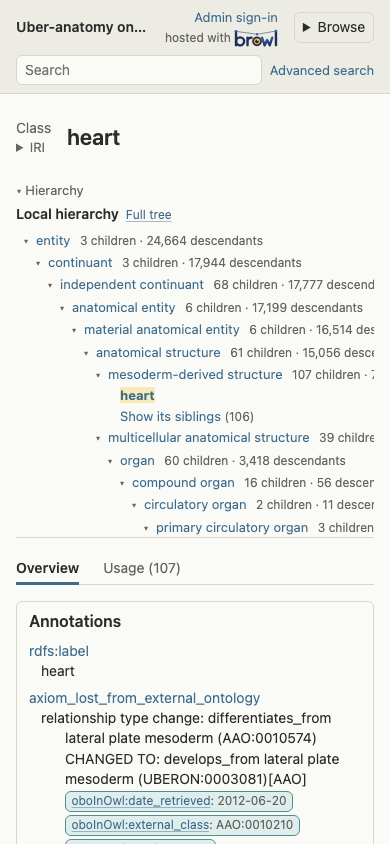 Uber-anatomy on...
Admin sign-in
hosted with browl
▶ Browse
Search
Advanced search
Class
▶ IRI
heart
▾ Hierarchy
Local hierarchy Full tree
▾ entity 3 children · 24,664 descendants
▾ continuant 3 children · 17,944 descendants
▾ independent continuant 68 children · 17,777 descend
▾ anatomical entity 6 children · 17,199 descendants
▾ material anatomical entity 6 children · 16,514 des
▾ anatomical structure 61 children · 15,056 desce
▾ mesoderm-derived structure 107 children · 7
heart
Show its siblings (106)
▾ multicellular anatomical structure 39 childre
▾ organ 60 children · 3,418 descendants
▾ compound organ 16 children · 56 descen
▾ circulatory organ 2 children · 11 descen
▾ primary circulatory organ 3 children
Overview Usage (107)
Annotations
rdfs:label
heart
axiom_lost_from_external_ontology
relationship type change: differentiates_from
lateral plate mesoderm (AAO:0010574)
CHANGED TO: develops_from lateral plate
mesoderm (UBERON:0003081)[AAO]
oboInOwl:date_retrieved: 2012-06-20
oboInOwl:external_class: AAO:0010210